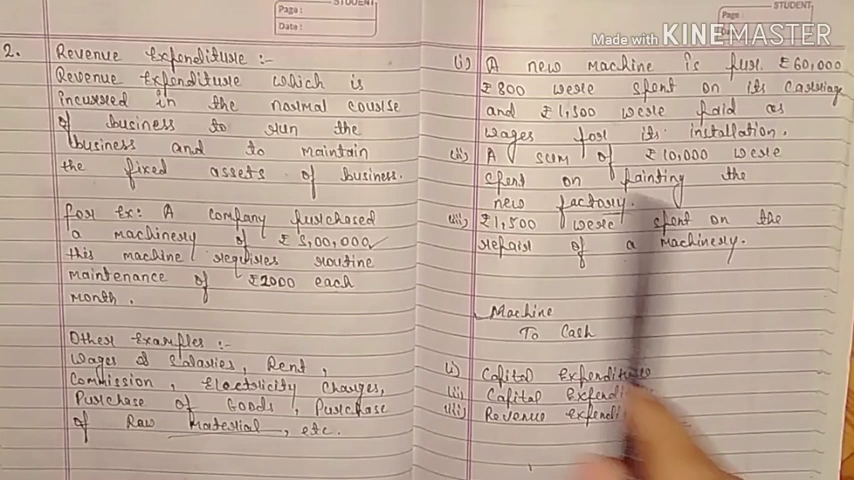 STUDENT
Page:
Date:
2. Revenue Expenditure :-
Revenue Expenditure which is
incurred in the normal course
of business to run the
business and to maintain
the fixed assets of business.
For Ex: A company purchased
a machinery of ₹ 5,00,000
this machine requires routine
maintenance of ₹2000 each
month.
Other Examples :-
Wages & Salaries, Rent,
Commission, Electricity Charges,
Purchase of Goods, Purchase
of Raw Material, etc.
STUDENT
Page:
Made with KINEMASTER
(i) A new machine is pur. ₹60,000
₹800 were spent on its carriage
and ₹1,500 were paid as
wages for its installation.
(ii) A sum of ₹10,000 were
spent on painting the
new factory.
(iii) ₹1,500 were spent on the
repair of a machinery.
Machine
To Cash
(i) Capital Expenditure
(ii) Capital
(iii) Revenue